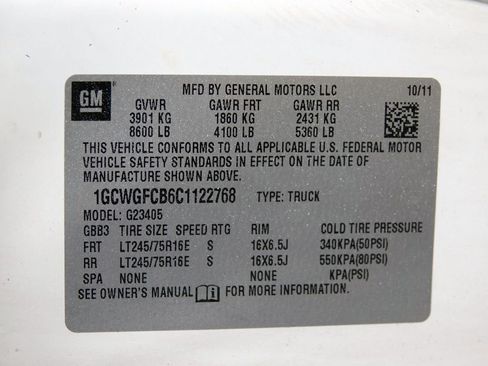 GM
MFD BY GENERAL MOTORS LLC 10/11
GVWR GAWR FRT GAWR RR
3901 KG 1860 KG 2431 KG
8600 LB 4100 LB 5360 LB
THIS VEHICLE CONFORMS TO ALL APPLICABLE U.S. FEDERAL MOTOR
VEHICLE SAFETY STANDARDS IN EFFECT ON THE DATE OF
MANUFACTURE SHOWN ABOVE.
1GCWGFCB6C1122768 TYPE: TRUCK
MODEL: G23405
GBB3 TIRE SIZE SPEED RTG RIM COLD TIRE PRESSURE
FRT LT245/75R16E S 16X6.5J 340KPA(50PSI)
RR LT245/75R16E S 16X6.5J 550KPA(80PSI)
SPA NONE NONE KPA(PSI)
SEE OWNER'S MANUAL FOR MORE INFORMATION.